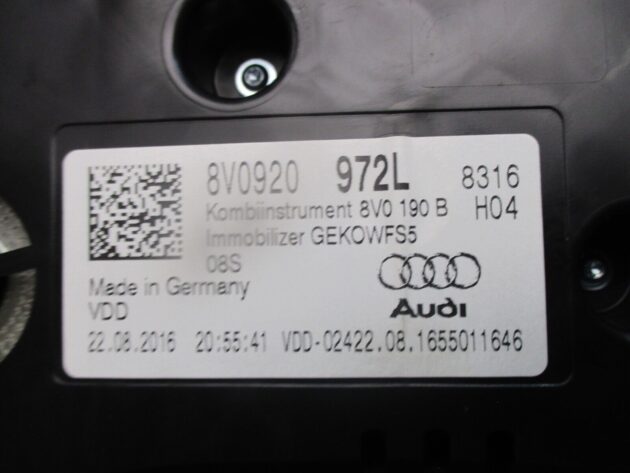 8V0920 972L 8316
Kombiinstrument 8V0 190 B H04
Immobilizer GEKOWFS5
08S
Made in Germany
VDD
Audi
22.08.2016 20:55:41 VDD-02422.08.1655011646